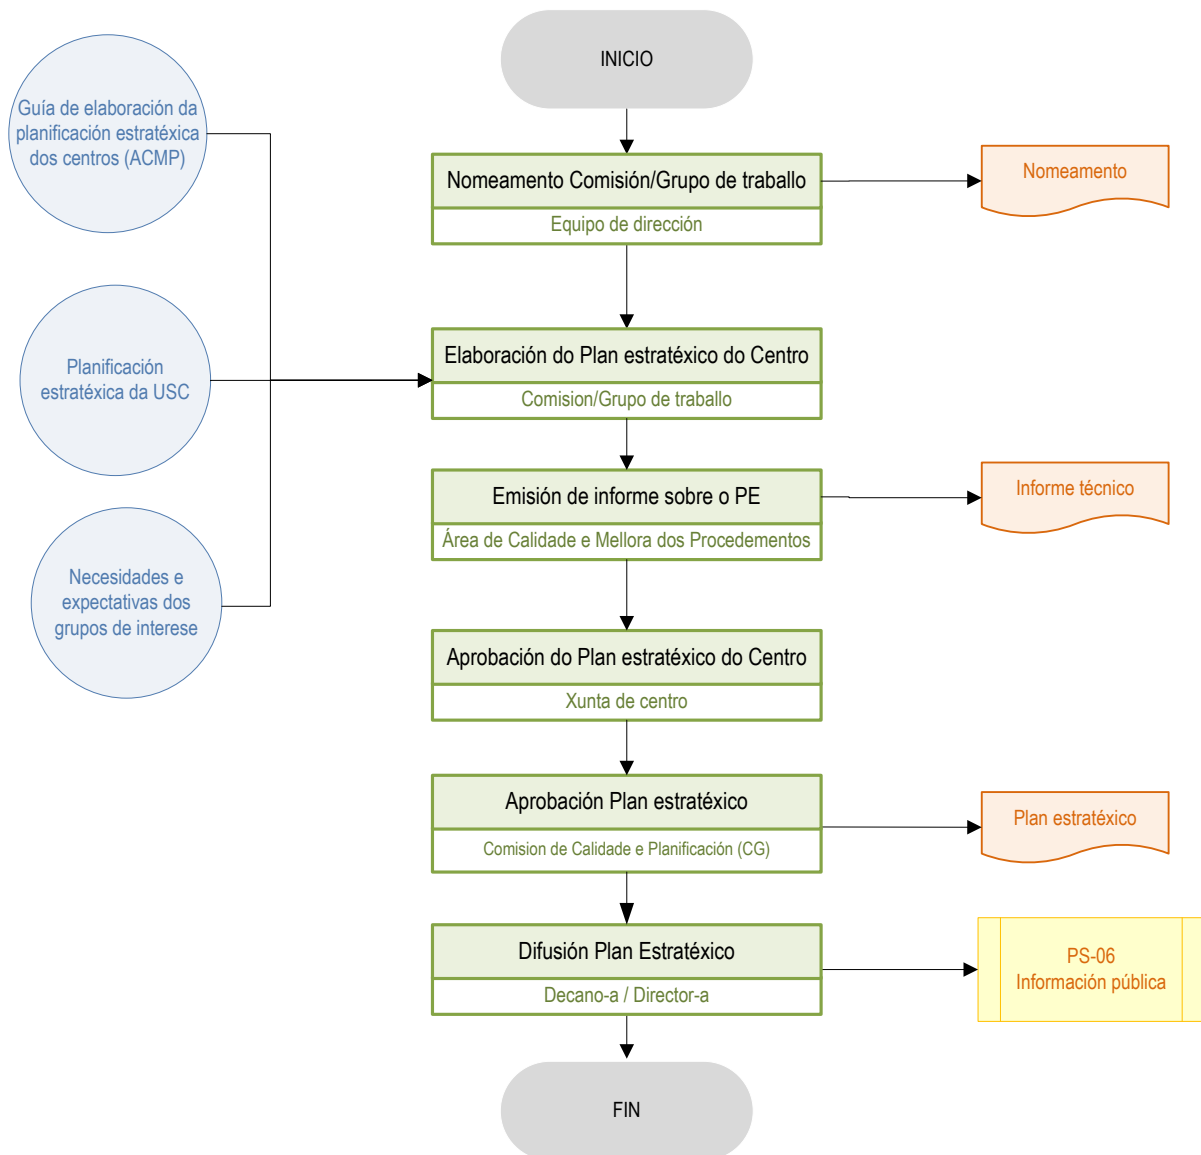 INICIO
Guía de elaboración da
planificación estratéxica
dos centros (ACMP)
Nomeamento Comisión/Grupo de traballo
Equipo de dirección
Nomeamento
Planificación
estratéxica da USC
Elaboración do Plan estratéxico do Centro
Comision/Grupo de traballo
Emisión de informe sobre o PE
Área de Calidade e Mellora dos Procedementos
Informe técnico
Necesidades e
expectativas dos
grupos de interese
Aprobación do Plan estratéxico do Centro
Xunta de centro
Aprobación Plan estratéxico
Comision de Calidade e Planificación (CG)
Plan estratéxico
Difusión Plan Estratéxico
Decano-a / Director-a
PS-06
Información pública
FIN